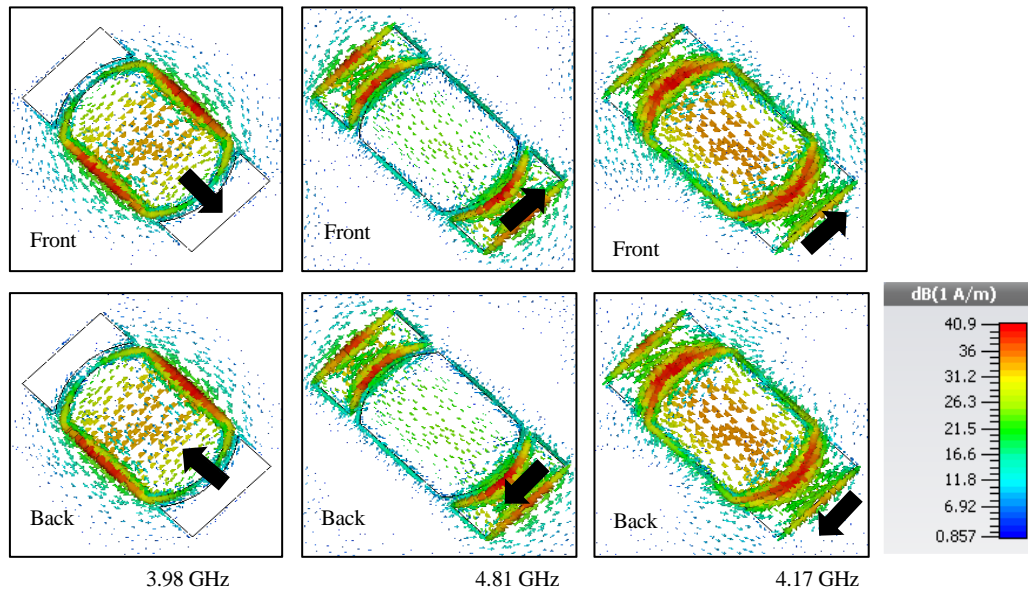 Front
Front
Front
Back
Back
Back
dB(1 A/m)
40.9
36
31.2
26.3
21.5
16.6
11.6
6.92
0.857
3.98 GHz
4.81 GHz
4.17 GHz